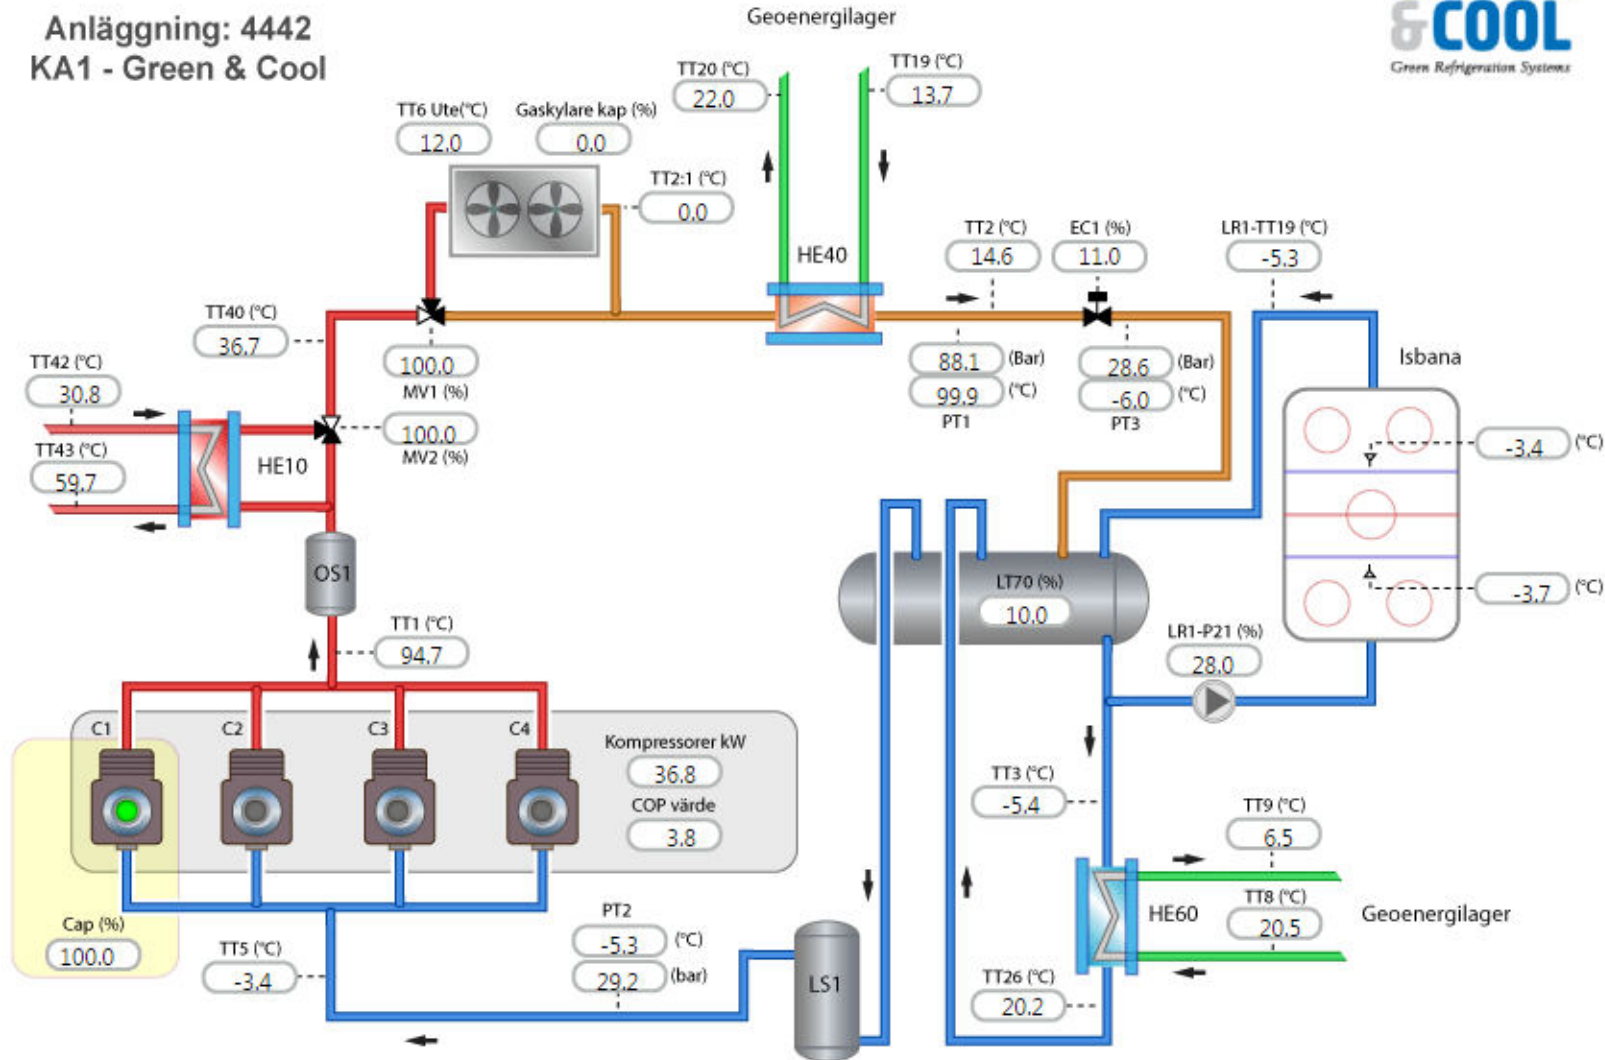 Anläggning: 4442
KA1 - Green & Cool
Geoenergilager
&COOL
Green Refrigeration Systems
TT20 (°C)
22.0
TT19 (°C)
13.7
TT6 Ute(°C)
12.0
Gaskylare kap (%)
0.0
TT2:1 (°C)
0.0
HE40
TT2 (°C)
14.6
EC1 (%)
11.0
LR1-TT19 (°C)
-5.3
TT40 (°C)
36.7
100.0
MV1 (%)
100.0
MV2 (%)
88.1 (Bar)
99.9 (°C)
PT1
28.6 (Bar)
-6.0 (°C)
PT3
Isbana
-3.4 (°C)
-3.7 (°C)
TT42 (°C)
30.8
TT43 (°C)
59.7
HE10
OS1
TT1 (°C)
94.7
LT70 (%)
10.0
LR1-P21 (%)
28.0
C1
C2
C3
C4
Kompressorer kW
36.8
COP värde
3.8
TT3 (°C)
-5.4
TT9 (°C)
6.5
HE60
TT8 (°C)
20.5
Geoenergilager
Cap (%)
100.0
TT5 (°C)
-3.4
PT2
-5.3 (°C)
29.2 (bar)
LS1
TT26 (°C)
20.2